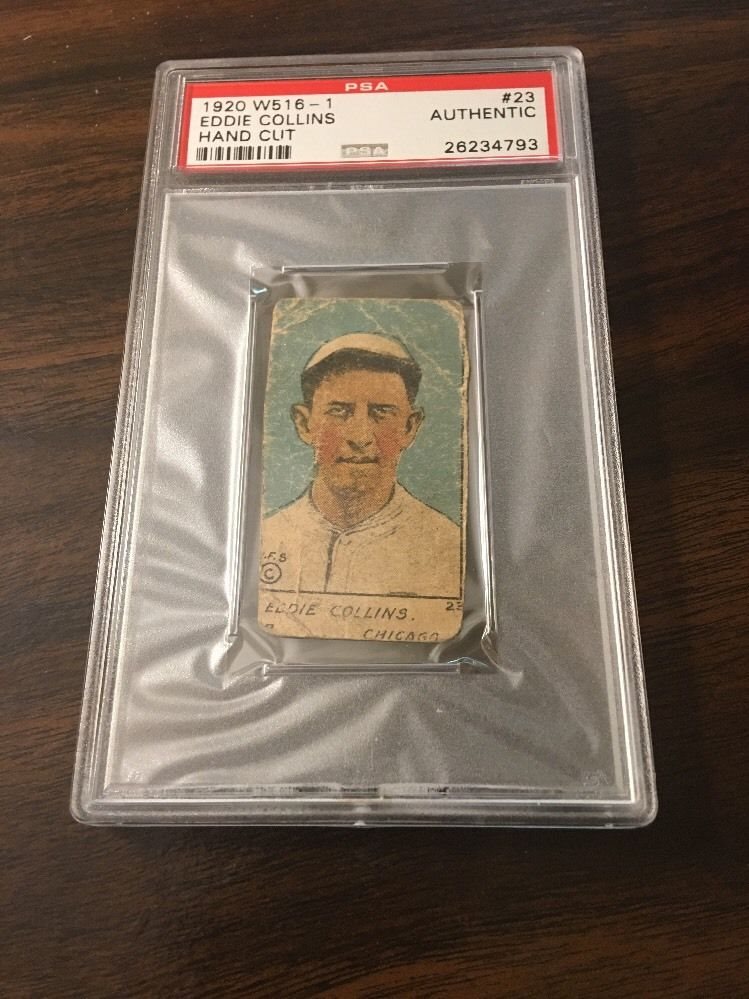 PSA
1920 W516-1 #23
EDDIE COLLINS AUTHENTIC
HAND CUT
PSA 26234793
.F.S
©
EDDIE COLLINS. 23
CHICAGO